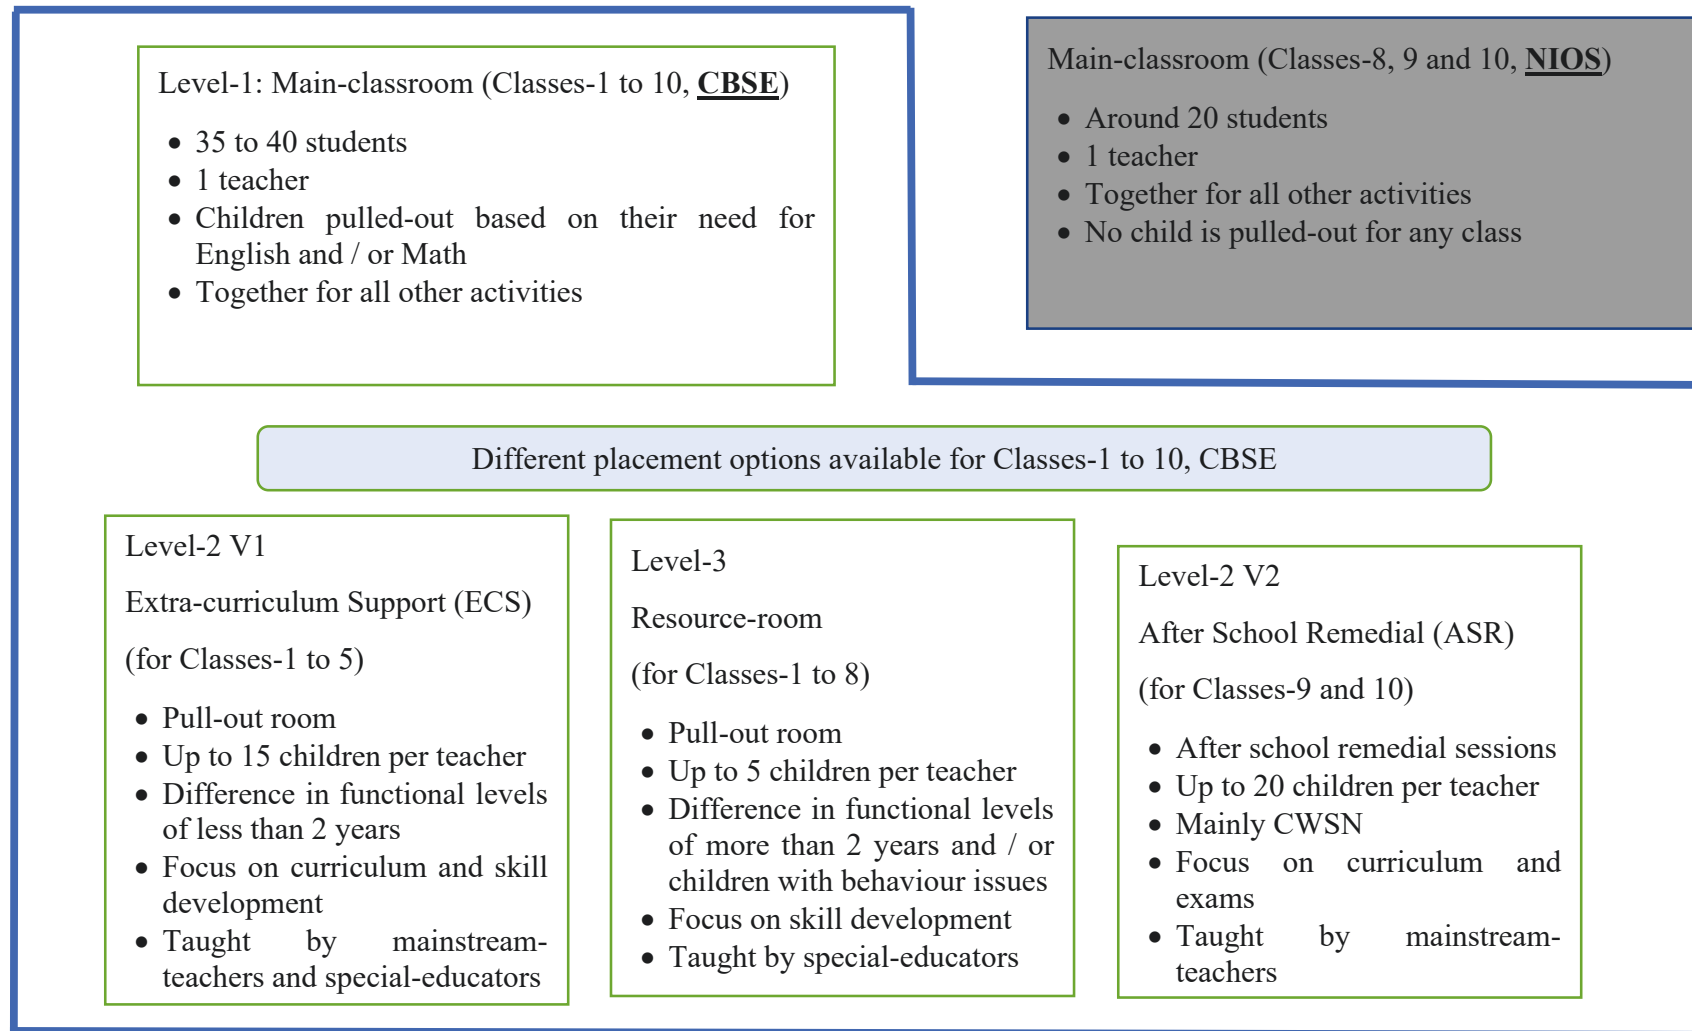 Level-1: Main-classroom (Classes-1 to 10, CBSE)
• 35 to 40 students
• 1 teacher
• Children pulled-out based on their need for
English and / or Math
• Together for all other activities
Main-classroom (Classes-8, 9 and 10, NIOS)
• Around 20 students
• 1 teacher
• Together for all other activities
• No child is pulled-out for any class
Different placement options available for Classes-1 to 10, CBSE
Level-2 V1
Extra-curriculum Support (ECS)
(for Classes-1 to 5)
• Pull-out room
• Up to 15 children per teacher
• Difference in functional levels
of less than 2 years
• Focus on curriculum and skill
development
• Taught by mainstream-
teachers and special-educators
Level-3
Resource-room
(for Classes-1 to 8)
• Pull-out room
• Up to 5 children per teacher
• Difference in functional levels
of more than 2 years and / or
children with behaviour issues
• Focus on skill development
• Taught by special-educators
Level-2 V2
After School Remedial (ASR)
(for Classes-9 and 10)
• After school remedial sessions
• Up to 20 children per teacher
• Mainly CWSN
• Focus on curriculum and
exams
• Taught by mainstream-
teachers